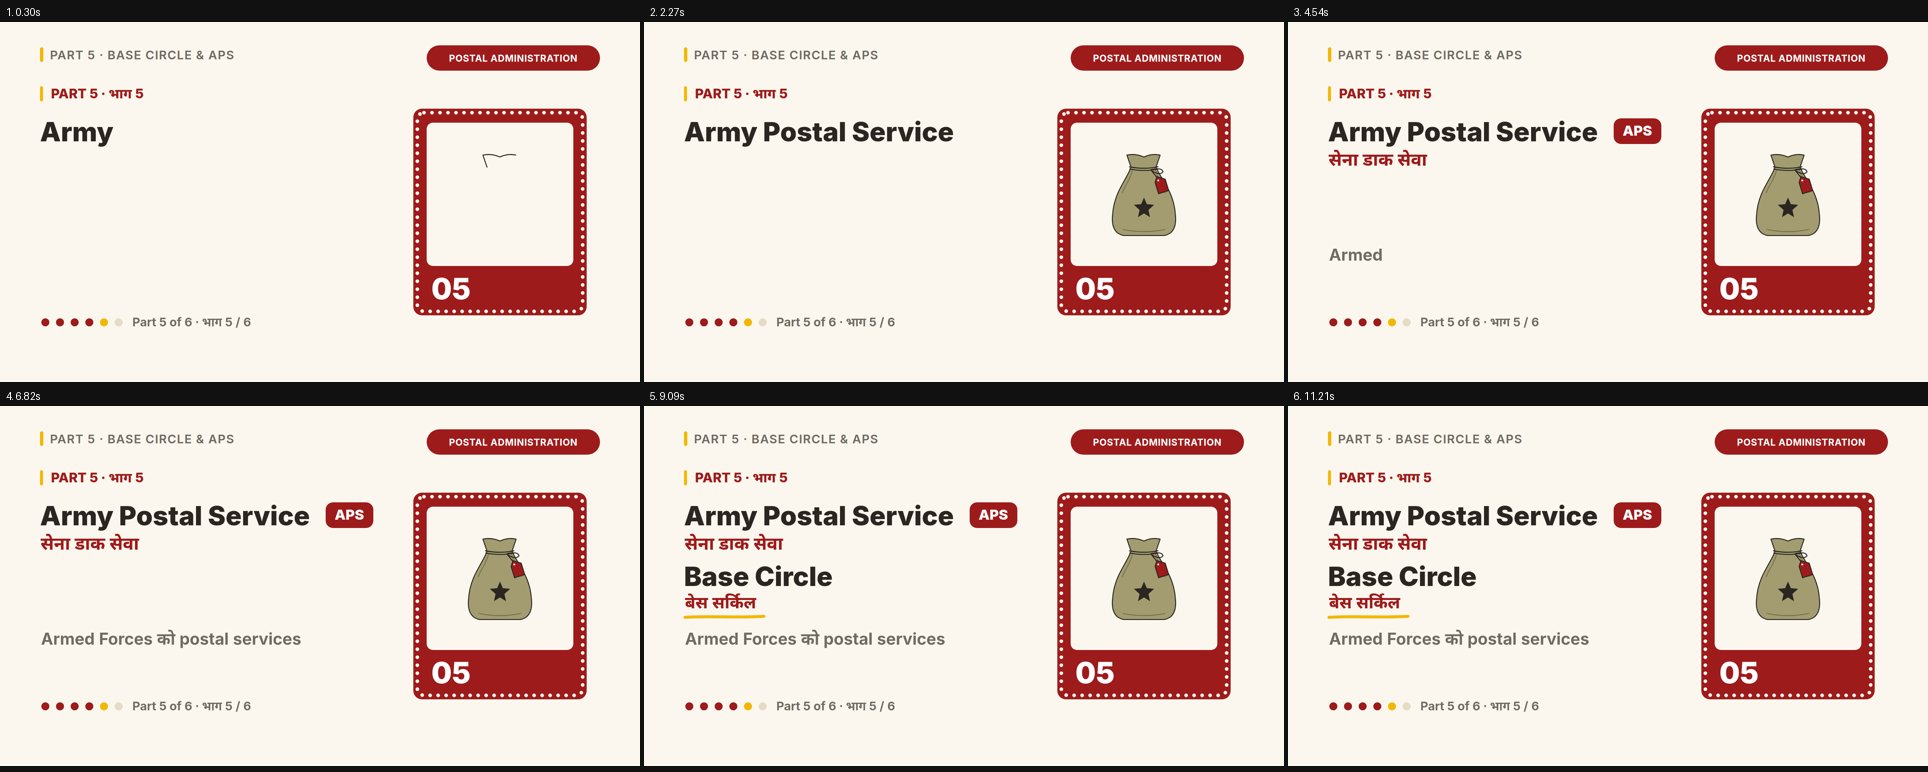 1. 0.30s
PART 5 · BASE CIRCLE & APS
POSTAL ADMINISTRATION
PART 5 · भाग 5
Army
05
Part 5 of 6 · भाग 5 / 6
2. 2.27s
PART 5 · BASE CIRCLE & APS
POSTAL ADMINISTRATION
PART 5 · भाग 5
Army Postal Service
05
Part 5 of 6 · भाग 5 / 6
3. 4.54s
PART 5 · BASE CIRCLE & APS
POSTAL ADMINISTRATION
PART 5 · भाग 5
Army Postal Service APS
सेना डाक सेवा
Armed
05
Part 5 of 6 · भाग 5 / 6
4. 6.82s
PART 5 · BASE CIRCLE & APS
POSTAL ADMINISTRATION
PART 5 · भाग 5
Army Postal Service APS
सेना डाक सेवा
Armed Forces को postal services
05
Part 5 of 6 · भाग 5 / 6
5. 9.09s
PART 5 · BASE CIRCLE & APS
POSTAL ADMINISTRATION
PART 5 · भाग 5
Army Postal Service APS
सेना डाक सेवा
Base Circle
बेस सर्किल
Armed Forces को postal services
05
Part 5 of 6 · भाग 5 / 6
6. 11.21s
PART 5 · BASE CIRCLE & APS
POSTAL ADMINISTRATION
PART 5 · भाग 5
Army Postal Service APS
सेना डाक सेवा
Base Circle
बेस सर्किल
Armed Forces को postal services
05
Part 5 of 6 · भाग 5 / 6